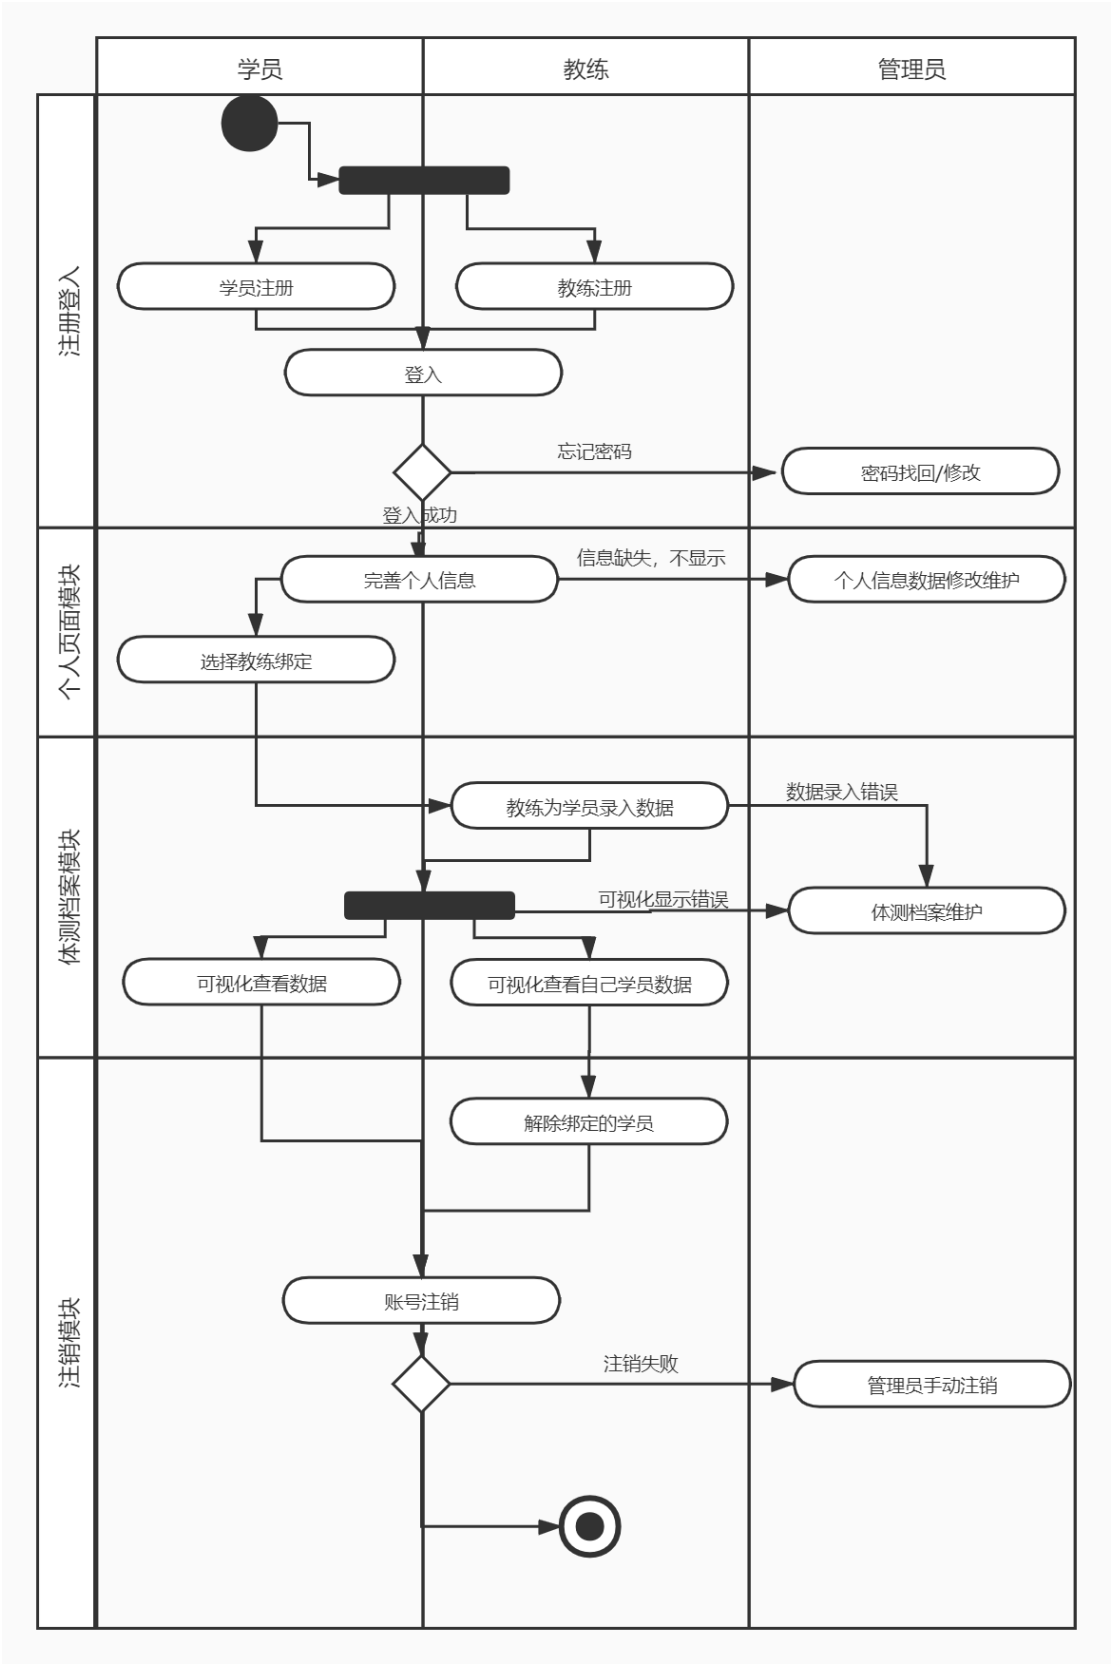 学员
教练
管理员
注册登入
学员注册
教练注册
登入
忘记密码
密码找回/修改
登入成功
个人页面模块
完善个人信息
信息缺失，不显示
个人信息数据修改维护
选择教练绑定
体测档案模块
教练为学员录入数据
数据录入错误
可视化显示错误
体测档案维护
可视化查看数据
可视化查看自己学员数据
注销模块
解除绑定的学员
账号注销
注销失败
管理员手动注销